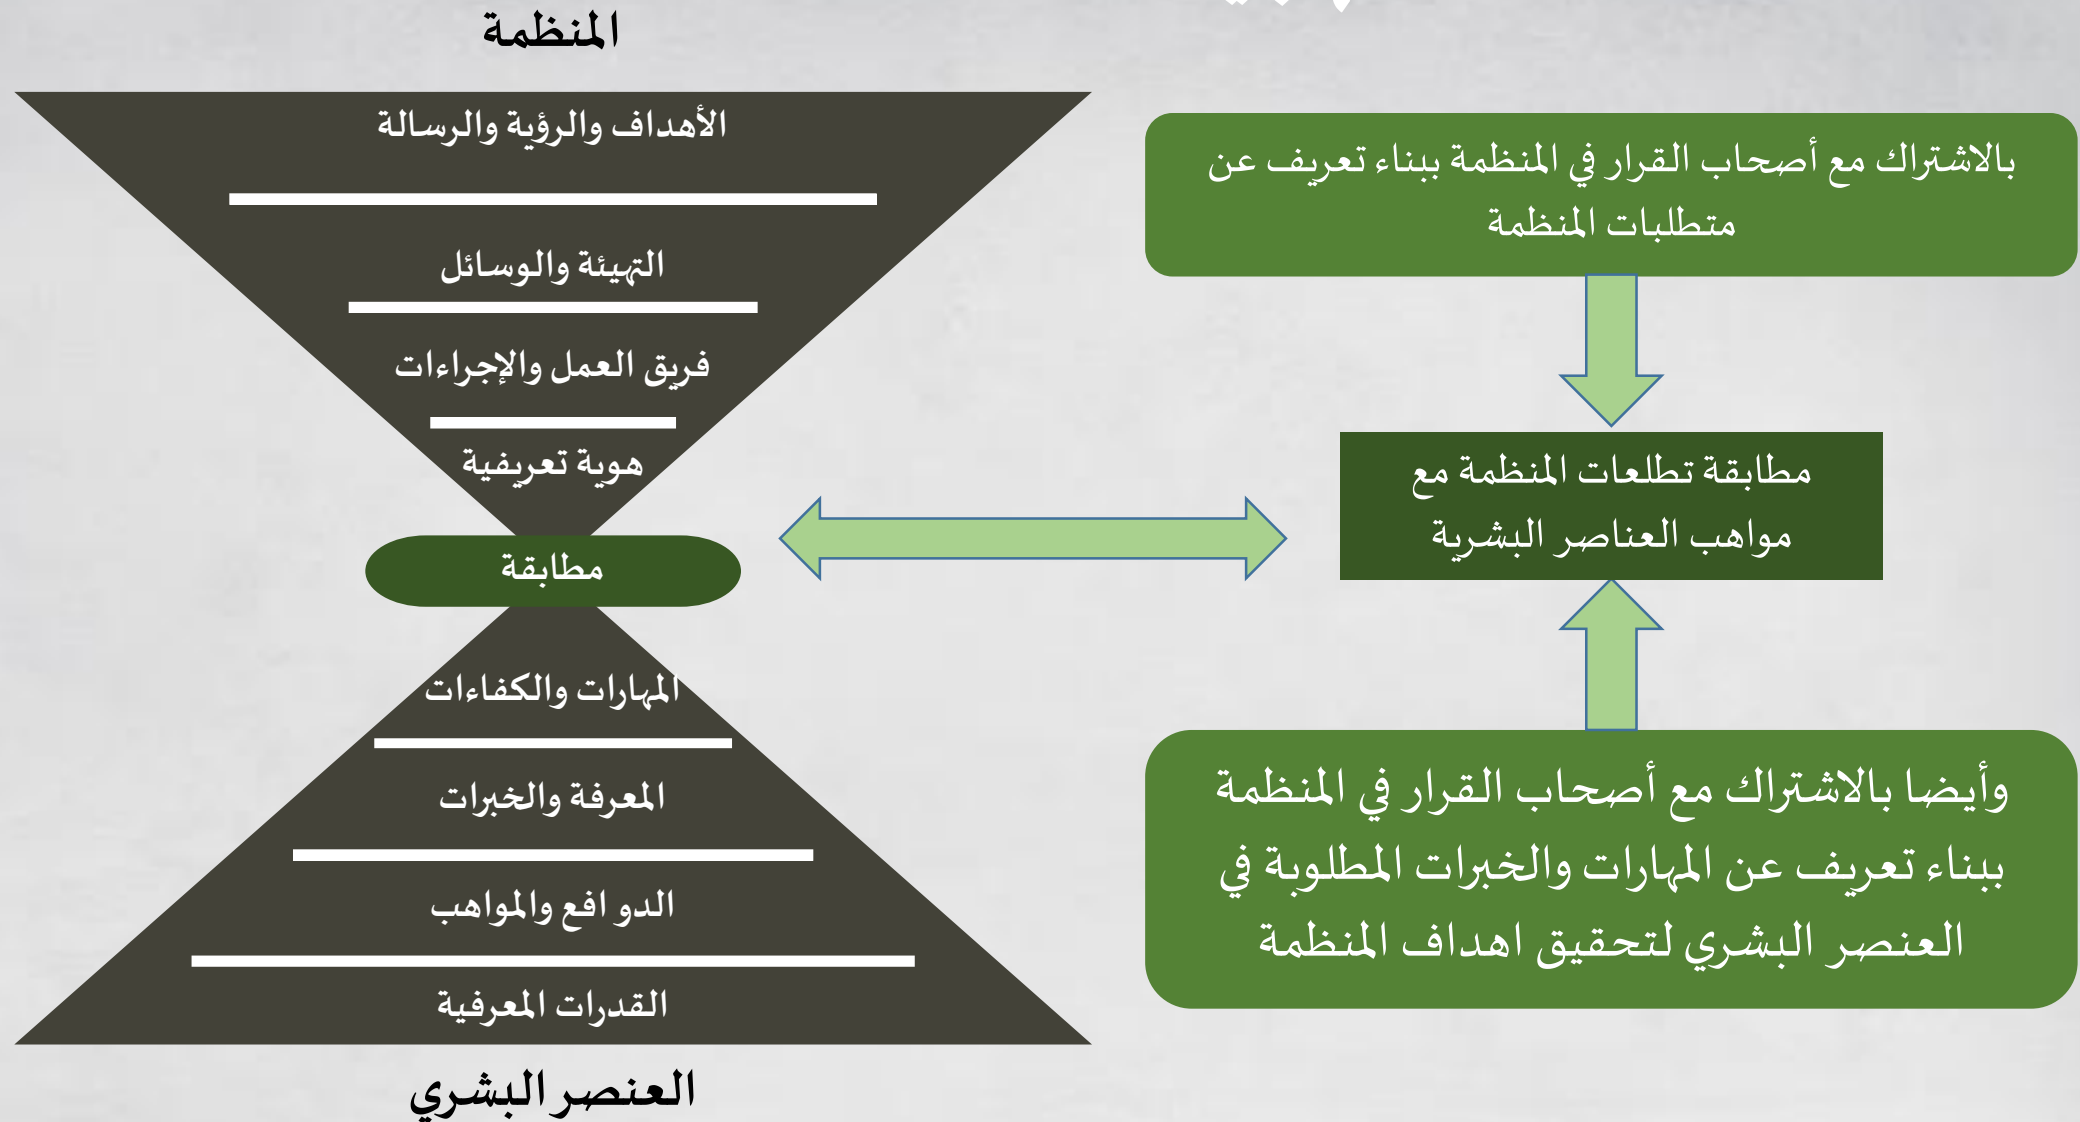 المنظمة
الأهداف والرؤية والرسالة
التهيئة والوسائل
فريق العمل والإجراءات
هوية تعريفية
مطابقة
المهارات والكفاءات
المعرفة والخبرات
الدو افع والمواهب
القدرات المعرفية
العنصر البشري
بالاشتراك مع أصحاب القرار في المنظمة ببناء تعريف عن
متطلبات المنظمة
مطابقة تطلعات المنظمة مع
مواهب العناصر البشرية
وأيضا بالاشتراك مع أصحاب القرار في المنظمة
ببناء تعريف عن المهارات والخبرات المطلوبة في
العنصر البشري لتحقيق اهداف المنظمة